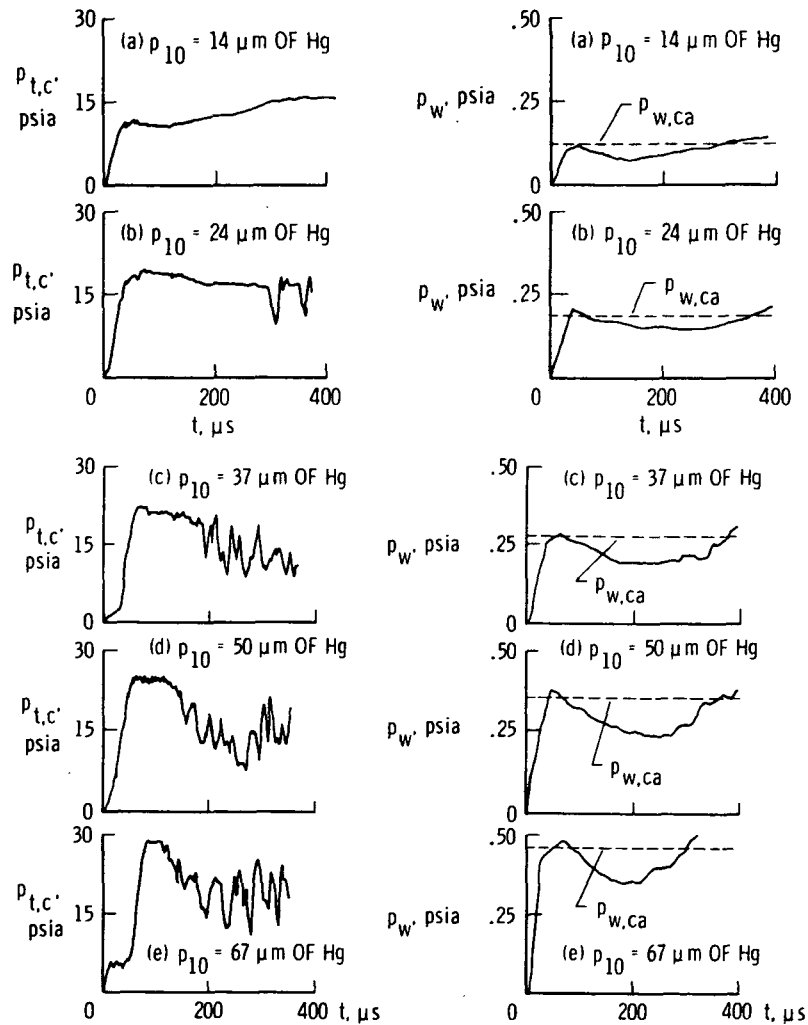 30
(a) p10 = 14 μm OF Hg
pt,c,
psia
15
0
30
(b) p10 = 24 μm OF Hg
pt,c,
psia
15
0 200 400
t, μs
.50
(a) p10 = 14 μm OF Hg
pw, psia
.25
pw,ca
0
.50
(b) p10 = 24 μm OF Hg
pw, psia
.25
pw,ca
0 200 400
t, μs
30
(c) p10 = 37 μm OF Hg
pt,c,
psia
15
0
30
(d) p10 = 50 μm OF Hg
pt,c,
psia
15
0
30
pt,c,
psia
15
(e) p10 = 67 μm OF Hg
0 200 400 t, μs
.50
(c) p10 = 37 μm OF Hg
pw, psia
.25
pw,ca
0
.50
(d) p10 = 50 μm OF Hg
pw, psia
.25
pw,ca
0
.50
pw, psia
.25
pw,ca
(e) p10 = 67 μm OF Hg
0 200 400 t, μs